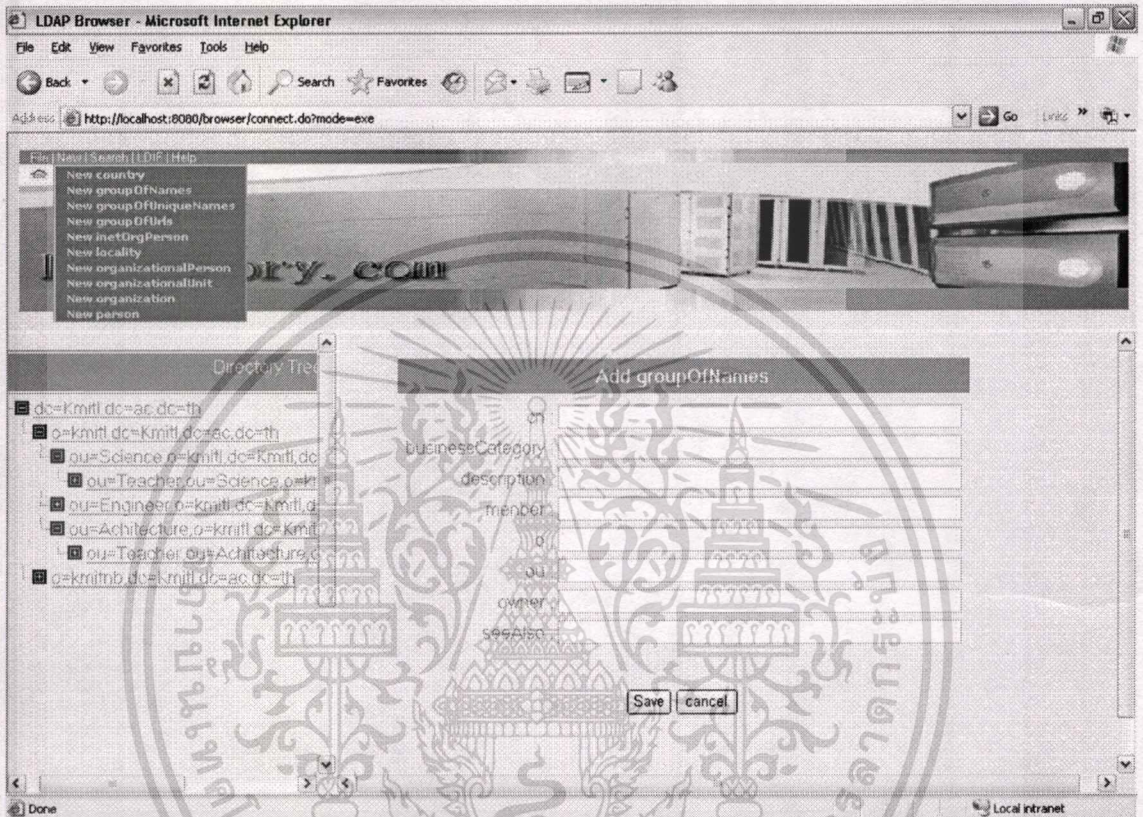 LDAP Browser - Microsoft Internet Explorer
File Edit View Favorites Tools Help
Back Search Favorites
Address http://localhost:8080/browser/connect.do?mode=exe Go Links »
File | New | Search | LDIF | Help
New country
New groupOfNames
New groupOfUniqueNames
New groupOfUrls
New inetOrgPerson
New locality
New organizationalPerson
New organizationalUnit
New organization
New person
ory. com
Directory Tree
Add groupOfNames
dc=Kmitl,dc=ac,dc=th
o=kmitl,dc=Kmitl,dc=ac,dc=th
ou=Science,o=kmitl,dc=Kmitl,dc
ou=Teacher,ou=Science,o=k
ou=Engineer,o=kmitl,dc=Kmitl,d
ou=Achitecture,o=kmitl,dc=Kmitl
ou=Teacher,ou=Achitecture,
o=kmitnb,dc=Kmitl,dc=ac,dc=th
cn
businessCategory
description
menber
o
ou
owner
seeAlso
Save cancel
Done Local intranet